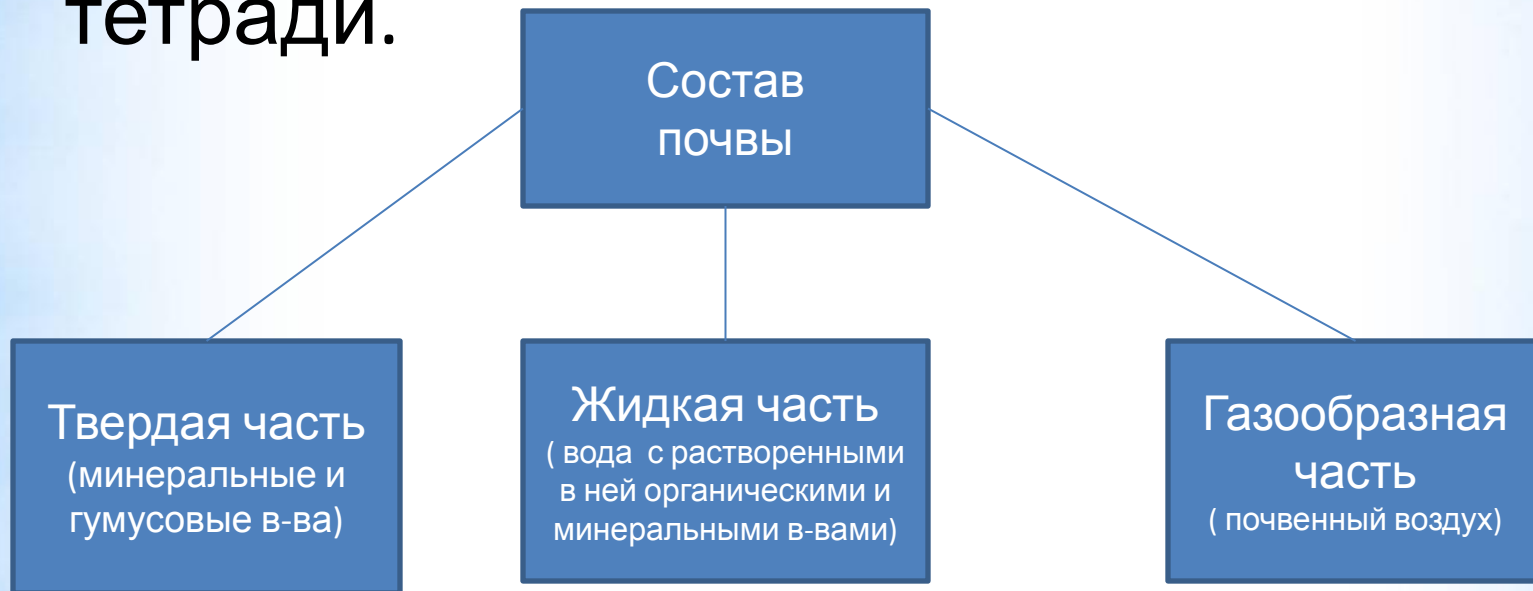 тетради.
Состав
почвы
Твердая часть
(минеральные и
гумусовые в-ва)
Жидкая часть
( вода с растворенными
в ней органическими и
минеральными в-вами)
Газообразная
часть
( почвенный воздух)